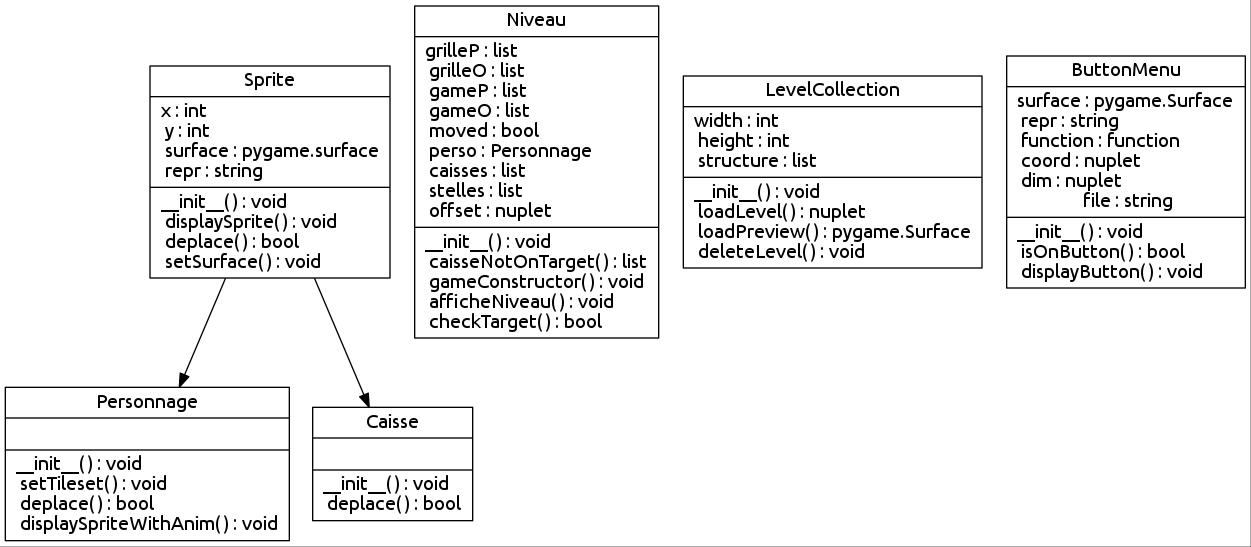 Sprite
x : int
y : int
surface : pygame.surface
repr : string
__init__() : void
displaySprite() : void
deplace() : bool
setSurface() : void
Niveau
grilleP : list
grilleO : list
gameP : list
gameO : list
moved : bool
perso : Personnage
caisses : list
stelles : list
offset : nuplet
__init__() : void
caisseNotOnTarget() : list
gameConstructor() : void
afficheNiveau() : void
checkTarget() : bool
LevelCollection
width : int
height : int
structure : list
__init__() : void
loadLevel() : nuplet
loadPreview() : pygame.Surface
deleteLevel() : void
ButtonMenu
surface : pygame.Surface
repr : string
function : function
coord : nuplet
dim : nuplet
file : string
__init__() : void
isOnButton() : bool
displayButton() : void
Personnage
__init__() : void
setTileset() : void
deplace() : bool
displaySpriteWithAnim() : void
Caisse
__init__() : void
deplace() : bool